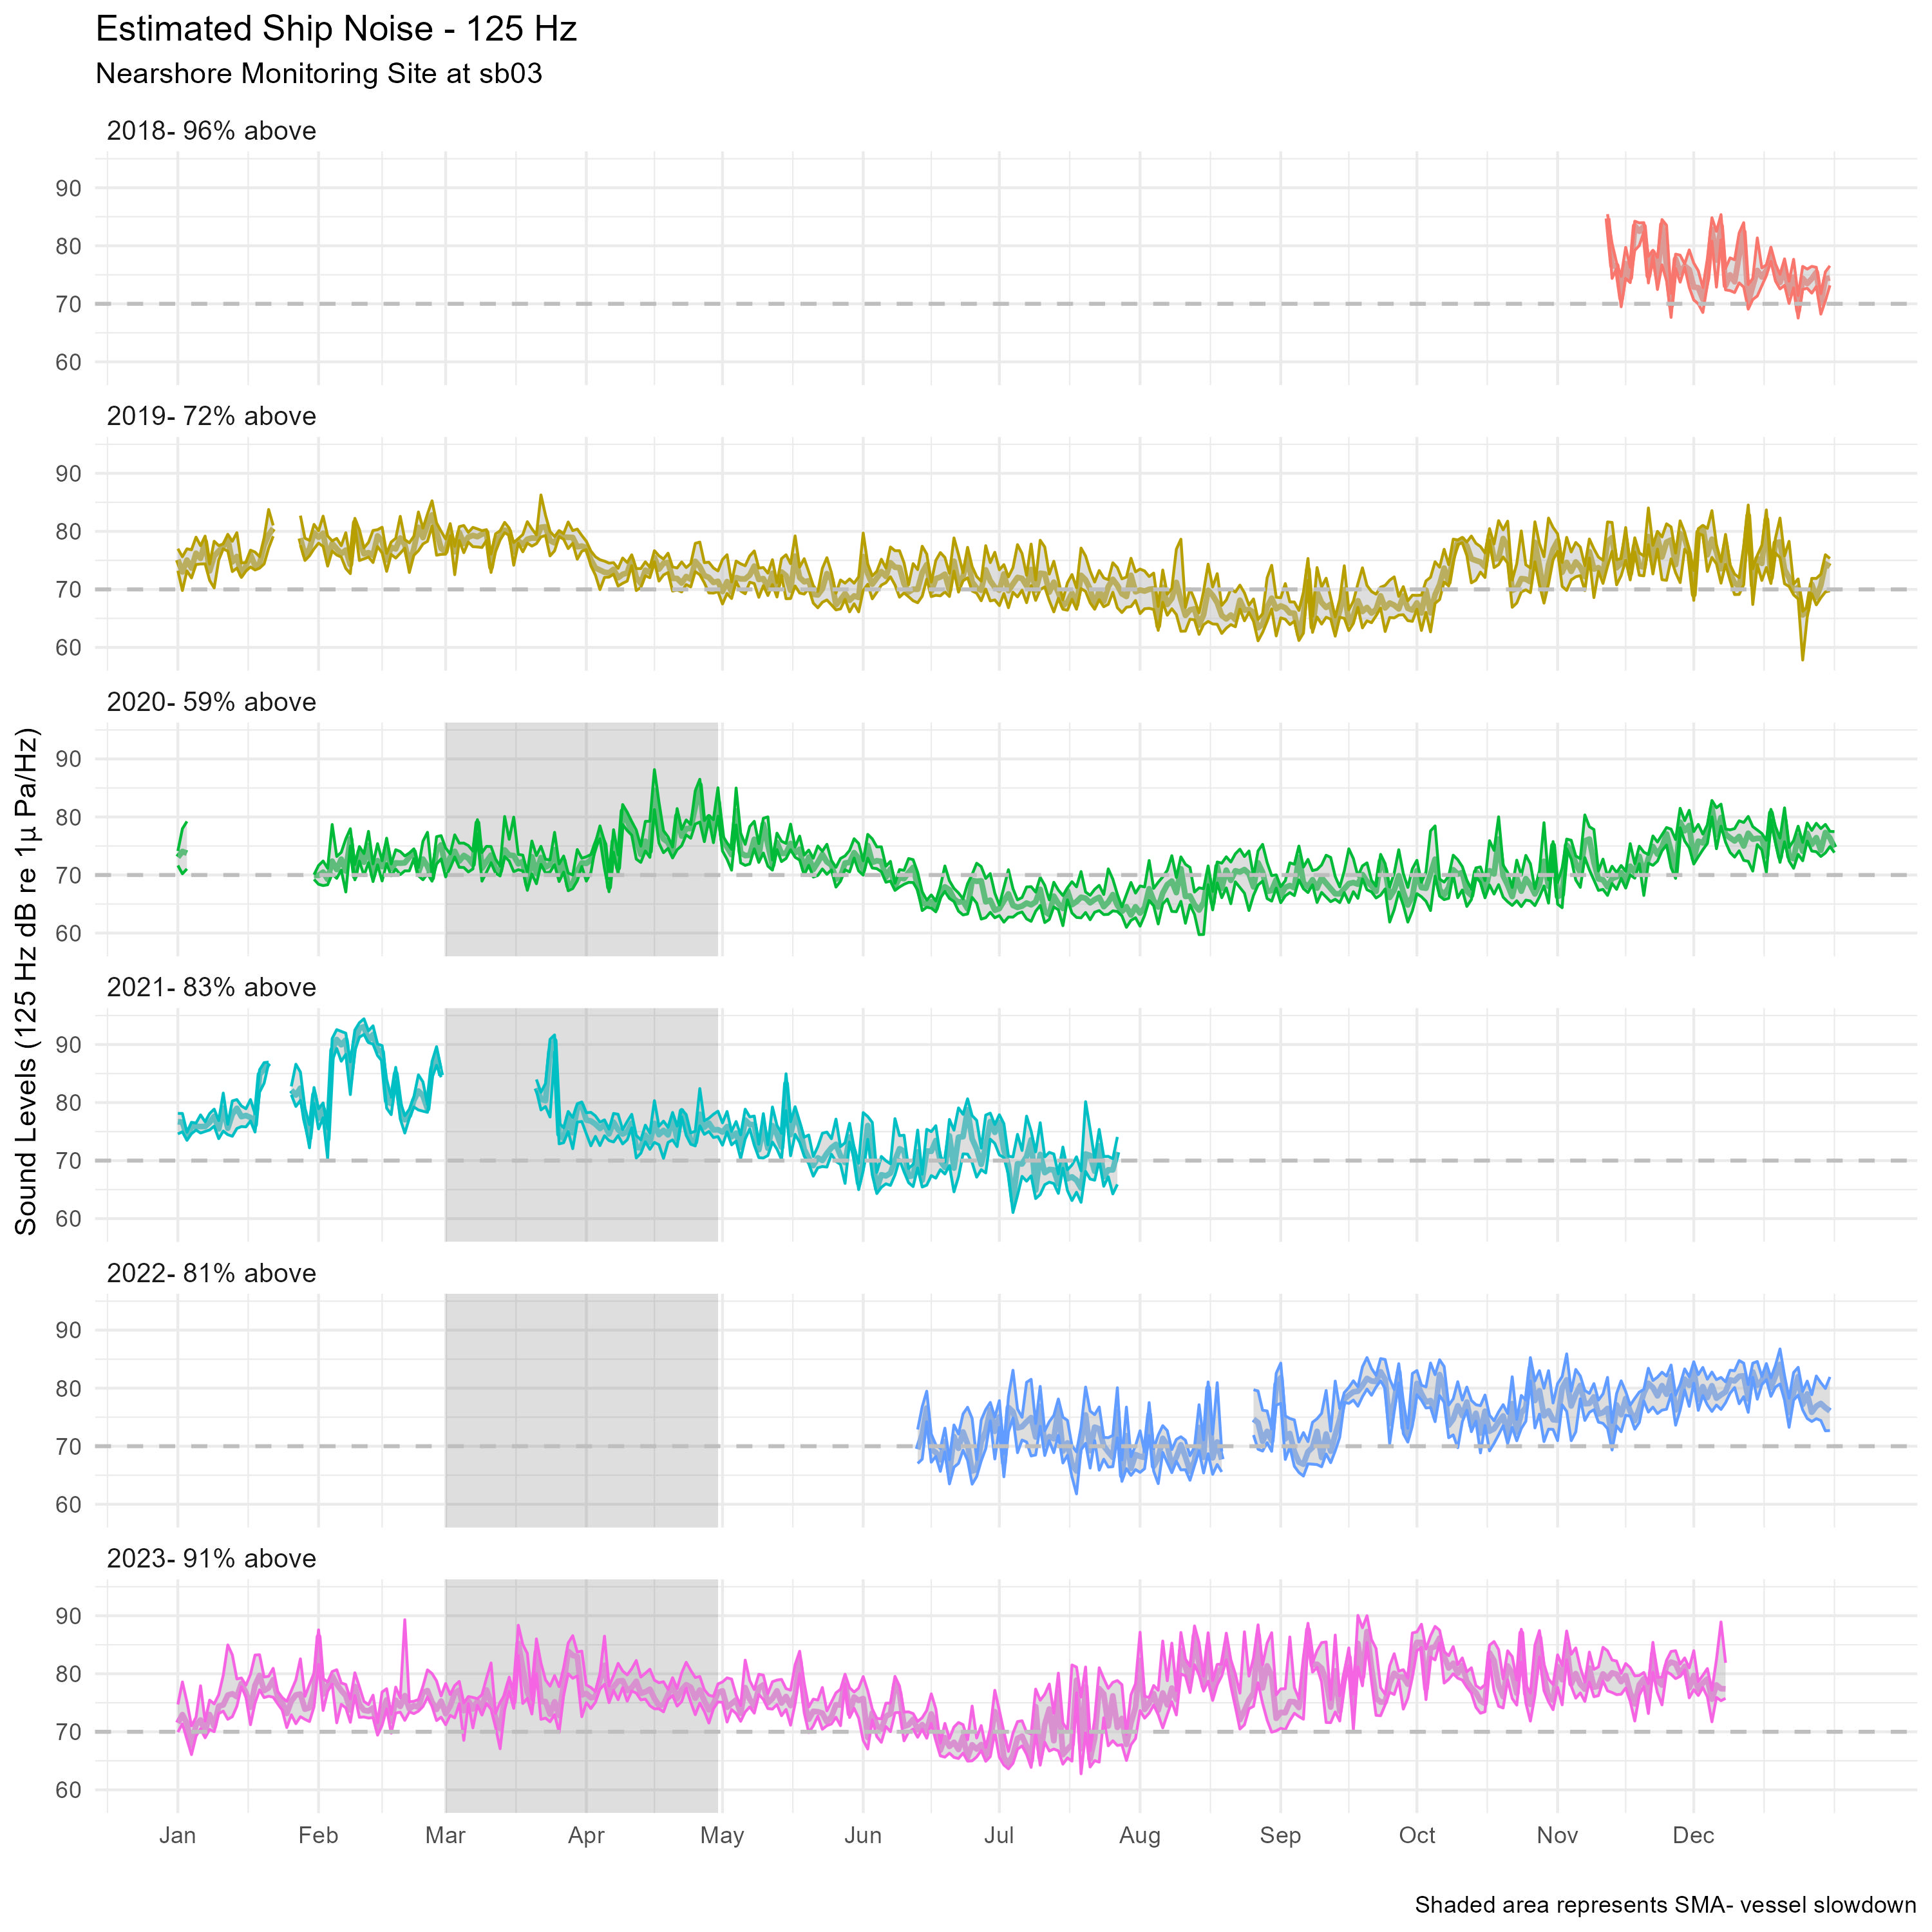 Estimated Ship Noise - 125 Hz
Nearshore Monitoring Site at sb03
Sound Levels (125 Hz dB re 1µ Pa/Hz)
2018- 96% above
90
80
70
60
2019- 72% above
90
80
70
60
2020- 59% above
90
80
70
60
2021- 83% above
90
80
70
60
2022- 81% above
90
80
70
60
2023- 91% above
90
80
70
60
Jan Feb Mar Apr May Jun Jul Aug Sep Oct Nov Dec
Shaded area represents SMA- vessel slowdown